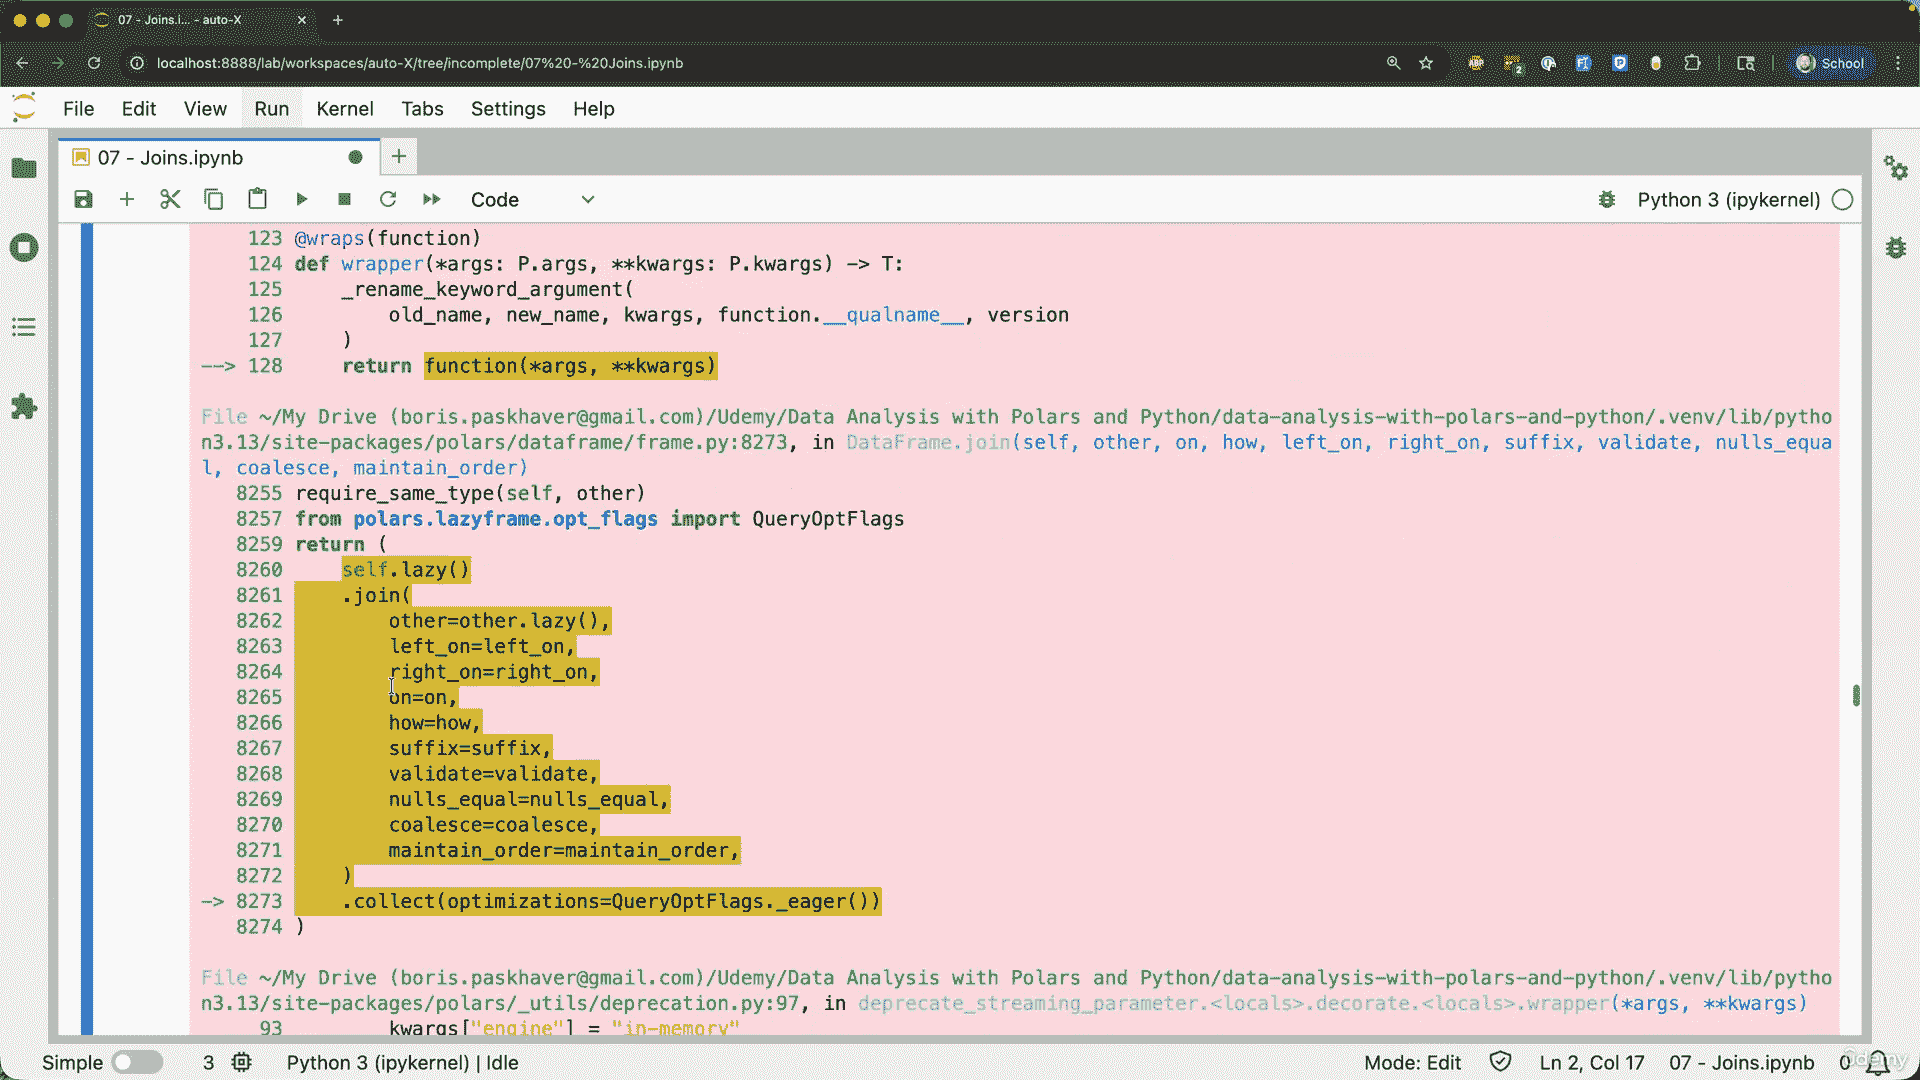 07 - Joins.i... - auto-X
localhost:8888/lab/workspaces/auto-X/tree/incomplete/07%20-%20Joins.ipynb
ABP
2
School
File Edit View Run Kernel Tabs Settings Help
07 - Joins.ipynb
Code
Python 3 (ipykernel)
123 @wraps(function)
124 def wrapper(*args: P.args, **kwargs: P.kwargs) -> T:
125 _rename_keyword_argument(
126 old_name, new_name, kwargs, function.__qualname__, version
127 )
--> 128 return function(*args, **kwargs)
File ~/My Drive (boris.paskhaver@gmail.com)/Udemy/Data Analysis with Polars and Python/data-analysis-with-polars-and-python/.venv/lib/pytho
n3.13/site-packages/polars/dataframe/frame.py:8273, in DataFrame.join(self, other, on, how, left_on, right_on, suffix, validate, nulls_equa
l, coalesce, maintain_order)
8255 require_same_type(self, other)
8257 from polars.lazyframe.opt_flags import QueryOptFlags
8259 return (
8260 self.lazy()
8261 .join(
8262 other=other.lazy(),
8263 left_on=left_on,
8264 right_on=right_on,
8265 on=on,
8266 how=how,
8267 suffix=suffix,
8268 validate=validate,
8269 nulls_equal=nulls_equal,
8270 coalesce=coalesce,
8271 maintain_order=maintain_order,
8272 )
-> 8273 .collect(optimizations=QueryOptFlags._eager())
8274 )
File ~/My Drive (boris.paskhaver@gmail.com)/Udemy/Data Analysis with Polars and Python/data-analysis-with-polars-and-python/.venv/lib/pytho
n3.13/site-packages/polars/_utils/deprecation.py:97, in deprecate_streaming_parameter.<locals>.decorate.<locals>.wrapper(*args, **kwargs)
93 kwargs["engine"] = "in-memory"
Simple 3 Python 3 (ipykernel) | Idle Mode: Edit Ln 2, Col 17 07 - Joins.ipynb 0
Udemy